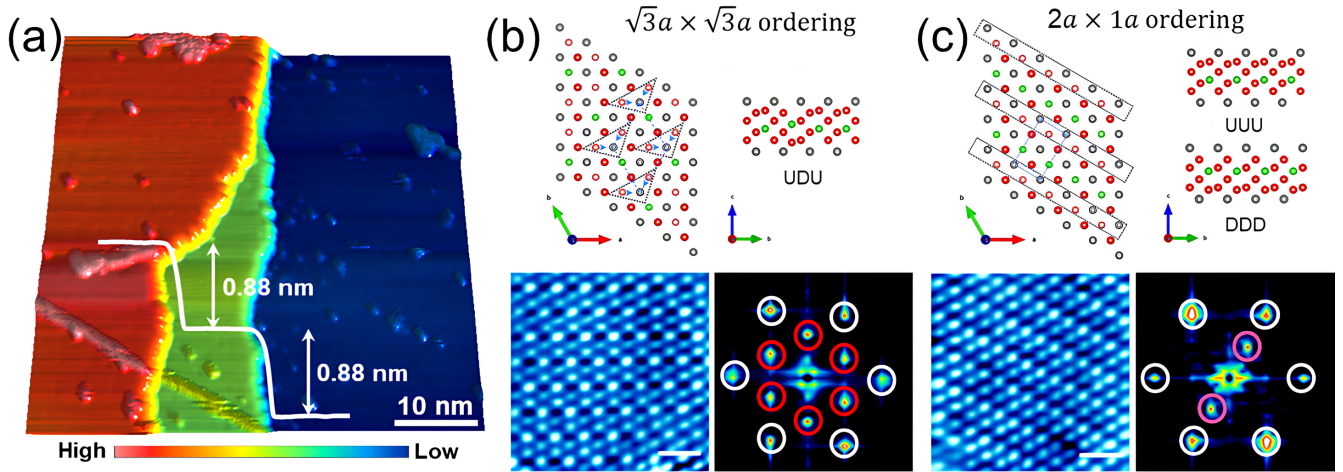 (a)
0.88 nm
0.88 nm
10 nm
High
Low
(b)
√3a × √3a ordering
UDU
b
a
c
b
(c)
2a × 1a ordering
UUU
DDD
b
a
c
b